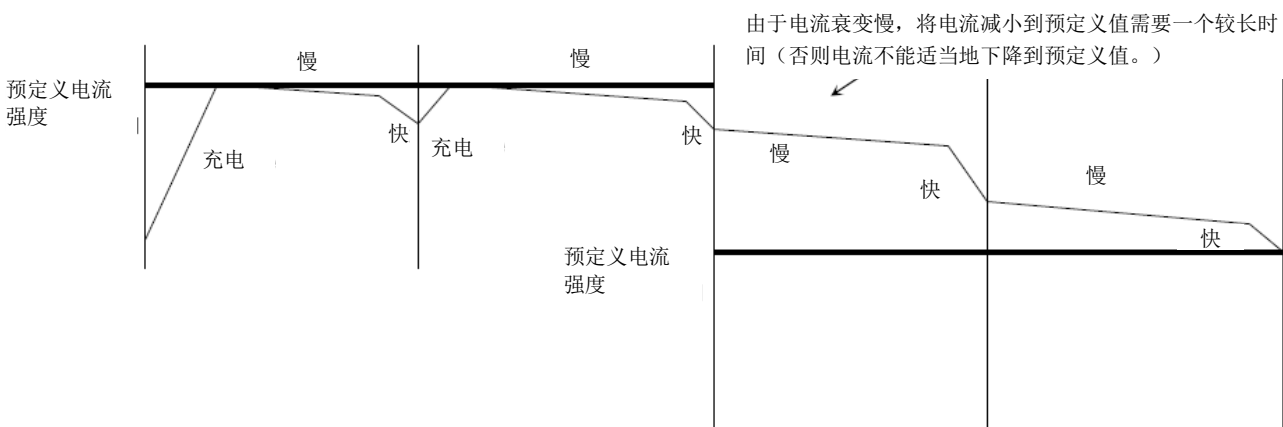 由于电流衰变慢，将电流减小到预定义值需要一个较长时
间（否则电流不能适当地下降到预定义值。）
慢
慢
预定义电流
强度
快
充电
快
充电
慢
快
慢
快
预定义电流
强度